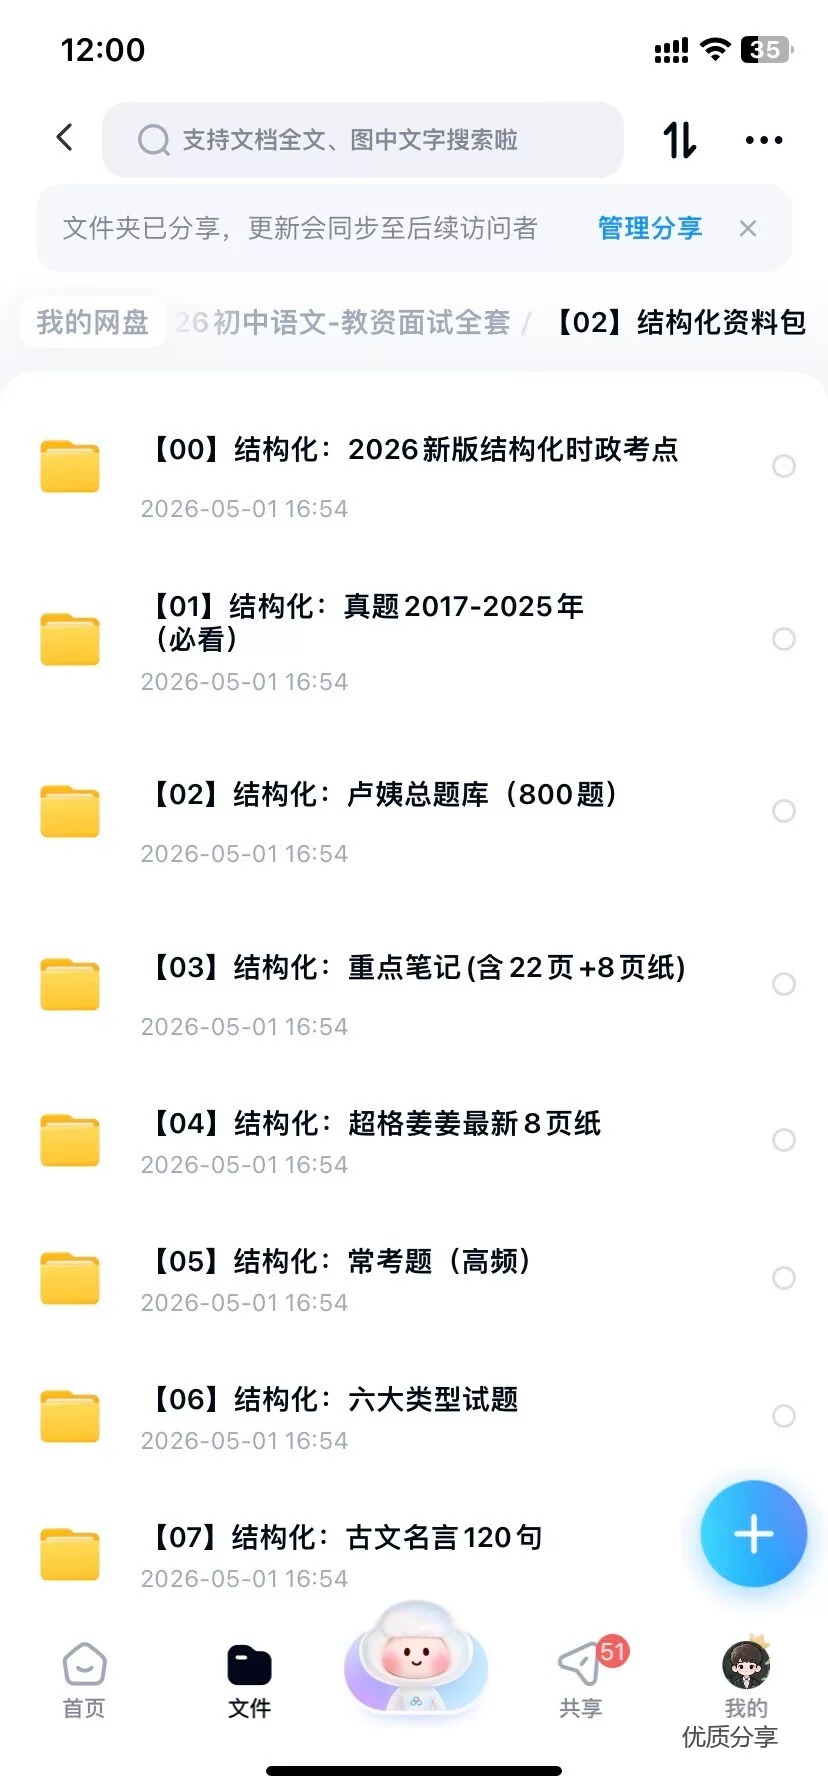 12:00
35
支持文档全文、图中文字搜索啦
文件夹已分享，更新会同步至后续访问者 管理分享
我的网盘 26初中语文-教资面试全套 / 【02】结构化资料包
【00】结构化：2026新版结构化时政考点
2026-05-01 16:54
【01】结构化：真题2017-2025年
（必看）
2026-05-01 16:54
【02】结构化：卢姨总题库（800题）
2026-05-01 16:54
【03】结构化：重点笔记(含22页+8页纸)
2026-05-01 16:54
【04】结构化：超格姜姜最新8页纸
2026-05-01 16:54
【05】结构化：常考题（高频）
2026-05-01 16:54
【06】结构化：六大类型试题
2026-05-01 16:54
【07】结构化：古文名言120句
2026-05-01 16:54
51
首页 文件 共享 我的
优质分享